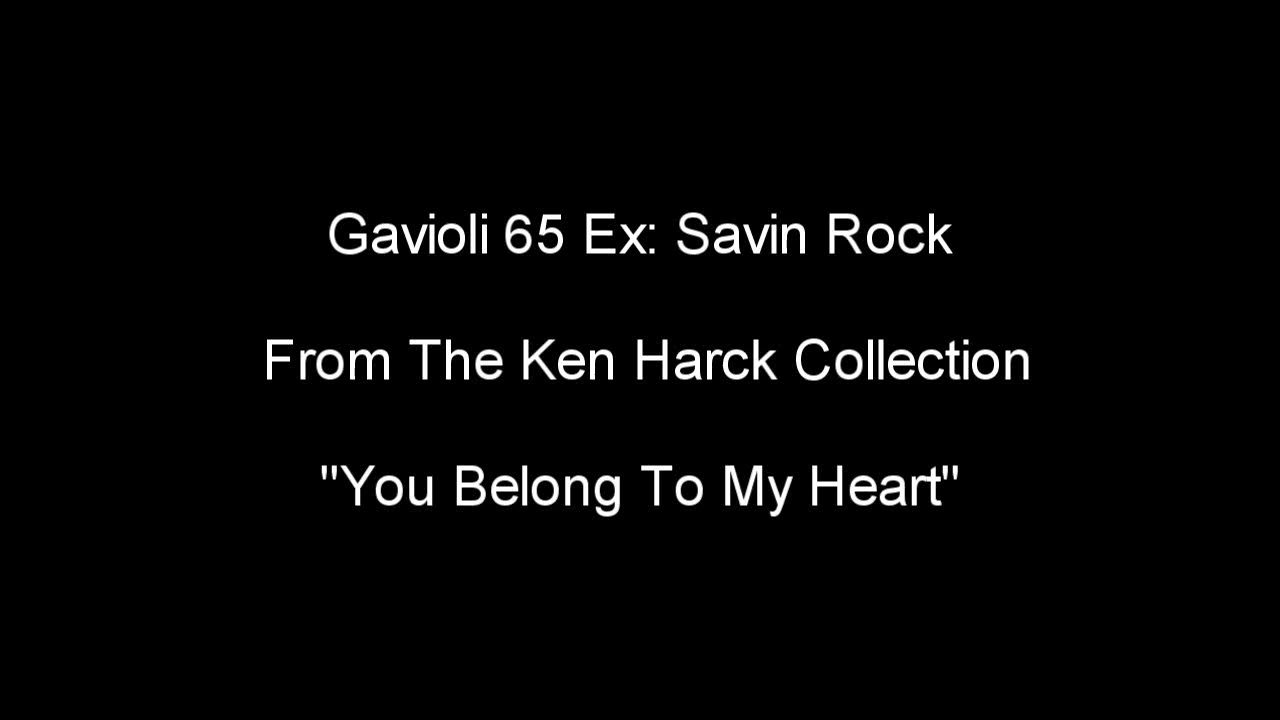 Gavioli 65 Ex: Savin Rock
From The Ken Harck Collection
"You Belong To My Heart"